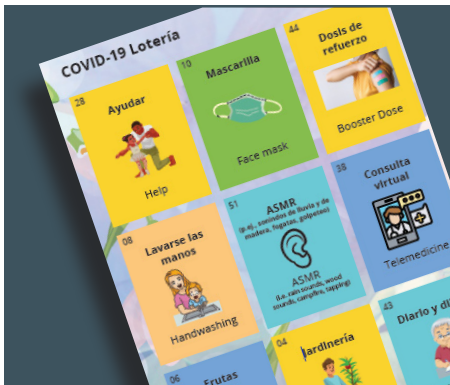 COVID-19 Lotería
28
Ayudar
Help
10
Mascarilla
Face mask
44
Dosis de
refuerzo
Booster Dose
08
Lavarse las
manos
Handwashing
51
ASMR
(p.ej., sonindos de lluvia y de
madera, fogatas, golpeteo)
ASMR
(i.e. rain sounds, wood
sounds, campfire, tapping)
38
Consulta
virtual
Telemedicine
06
Frutas
04
Jardinería
43
Diario y di